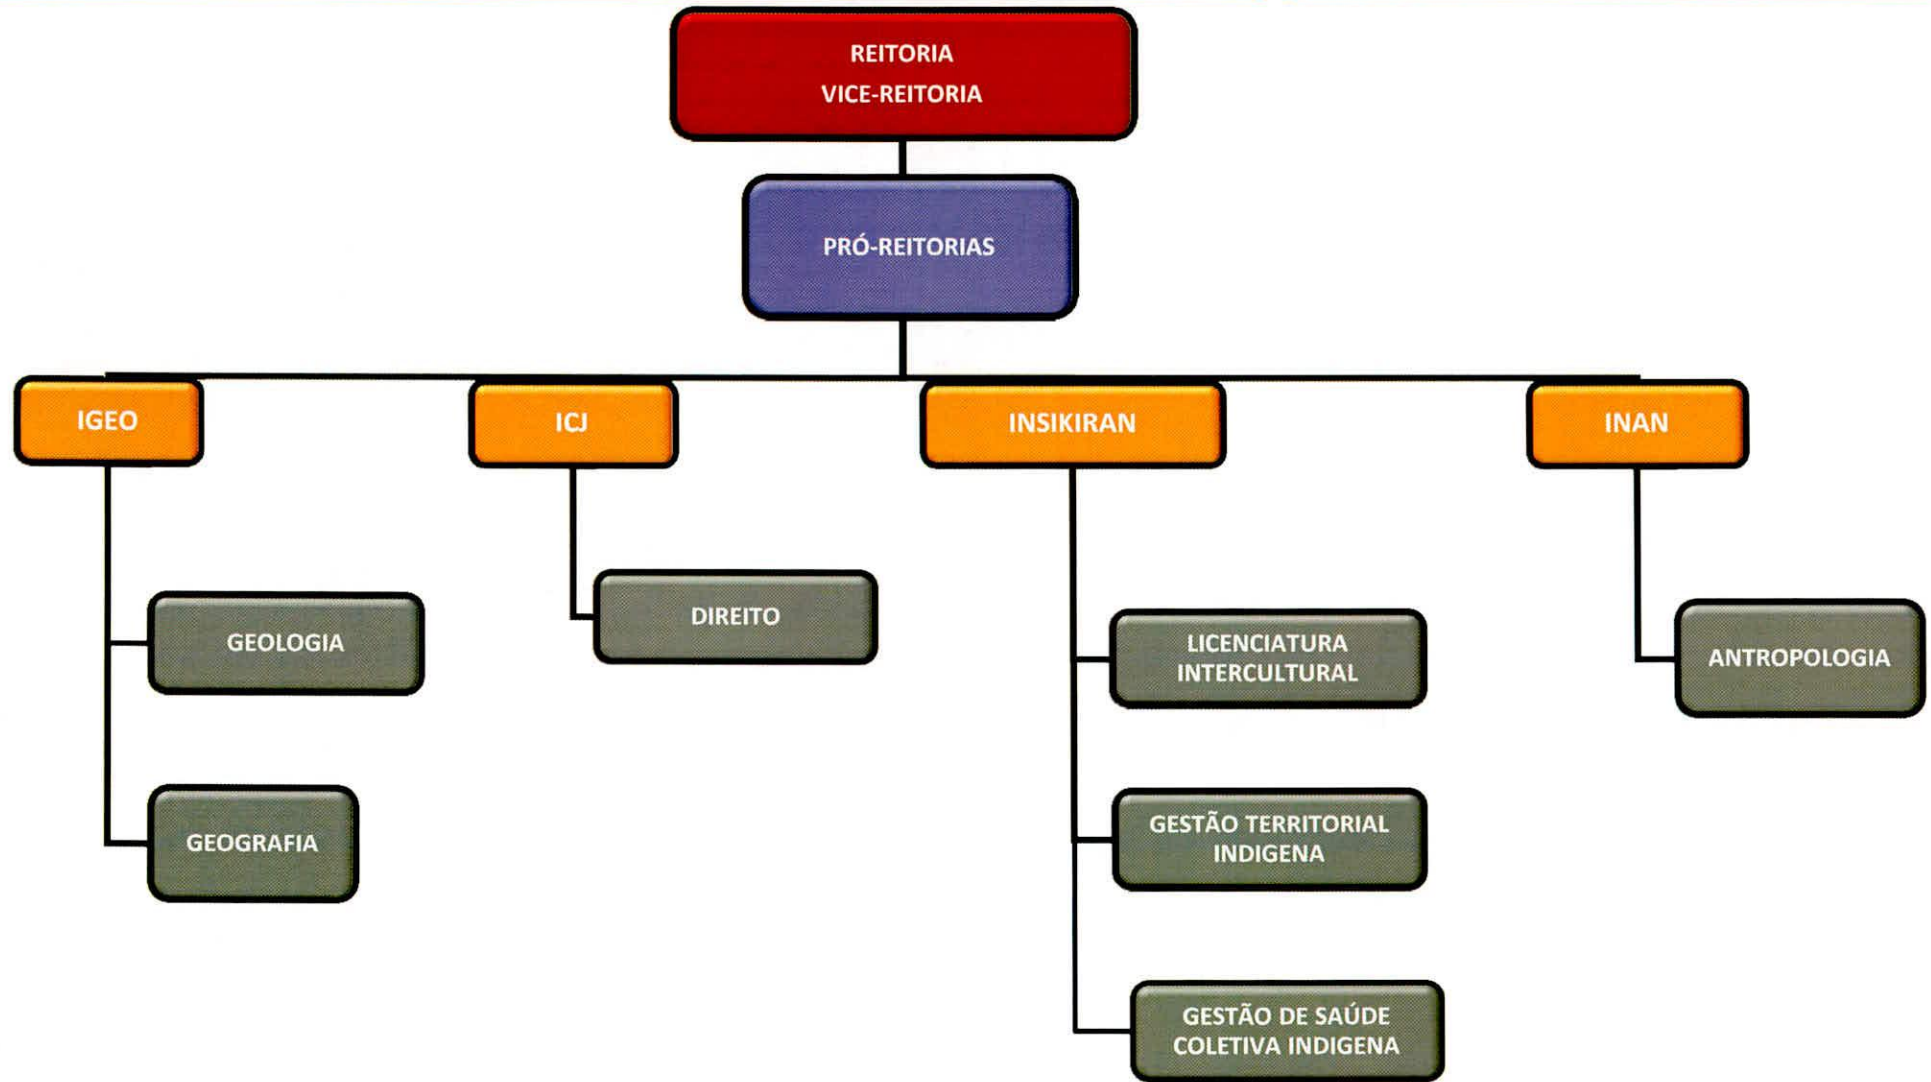 REITORIA
VICE-REITORIA
PRÓ-REITORIAS
IGEO
ICJ
INSIKIRAN
INAN
GEOLOGIA
GEOGRAFIA
DIREITO
LICENCIATURA
INTERCULTURAL
GESTÃO TERRITORIAL
INDIGENA
GESTÃO DE SAÚDE
COLETIVA INDIGENA
ANTROPOLOGIA